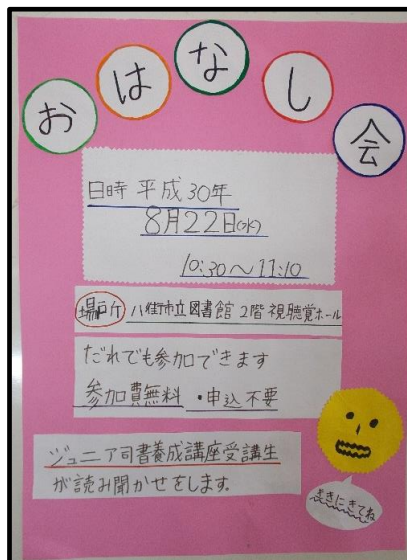 おはなし会
日時 平成30年
8月22日(水)
10:30～11:10
場所 八街市立図書館 2階 視聴覚ホール
だれでも参加できます
参加費無料 ・申込不要
ジュニア司書養成講座受講生
が読み聞かせをします。
ききにきてね